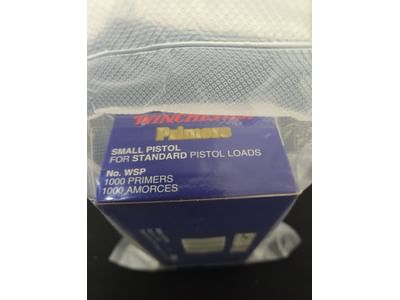 WINCHESTER
Primers
SMALL PISTOL
FOR STANDARD PISTOL LOADS
No. WSP
1000 PRIMERS
1000 AMORCES